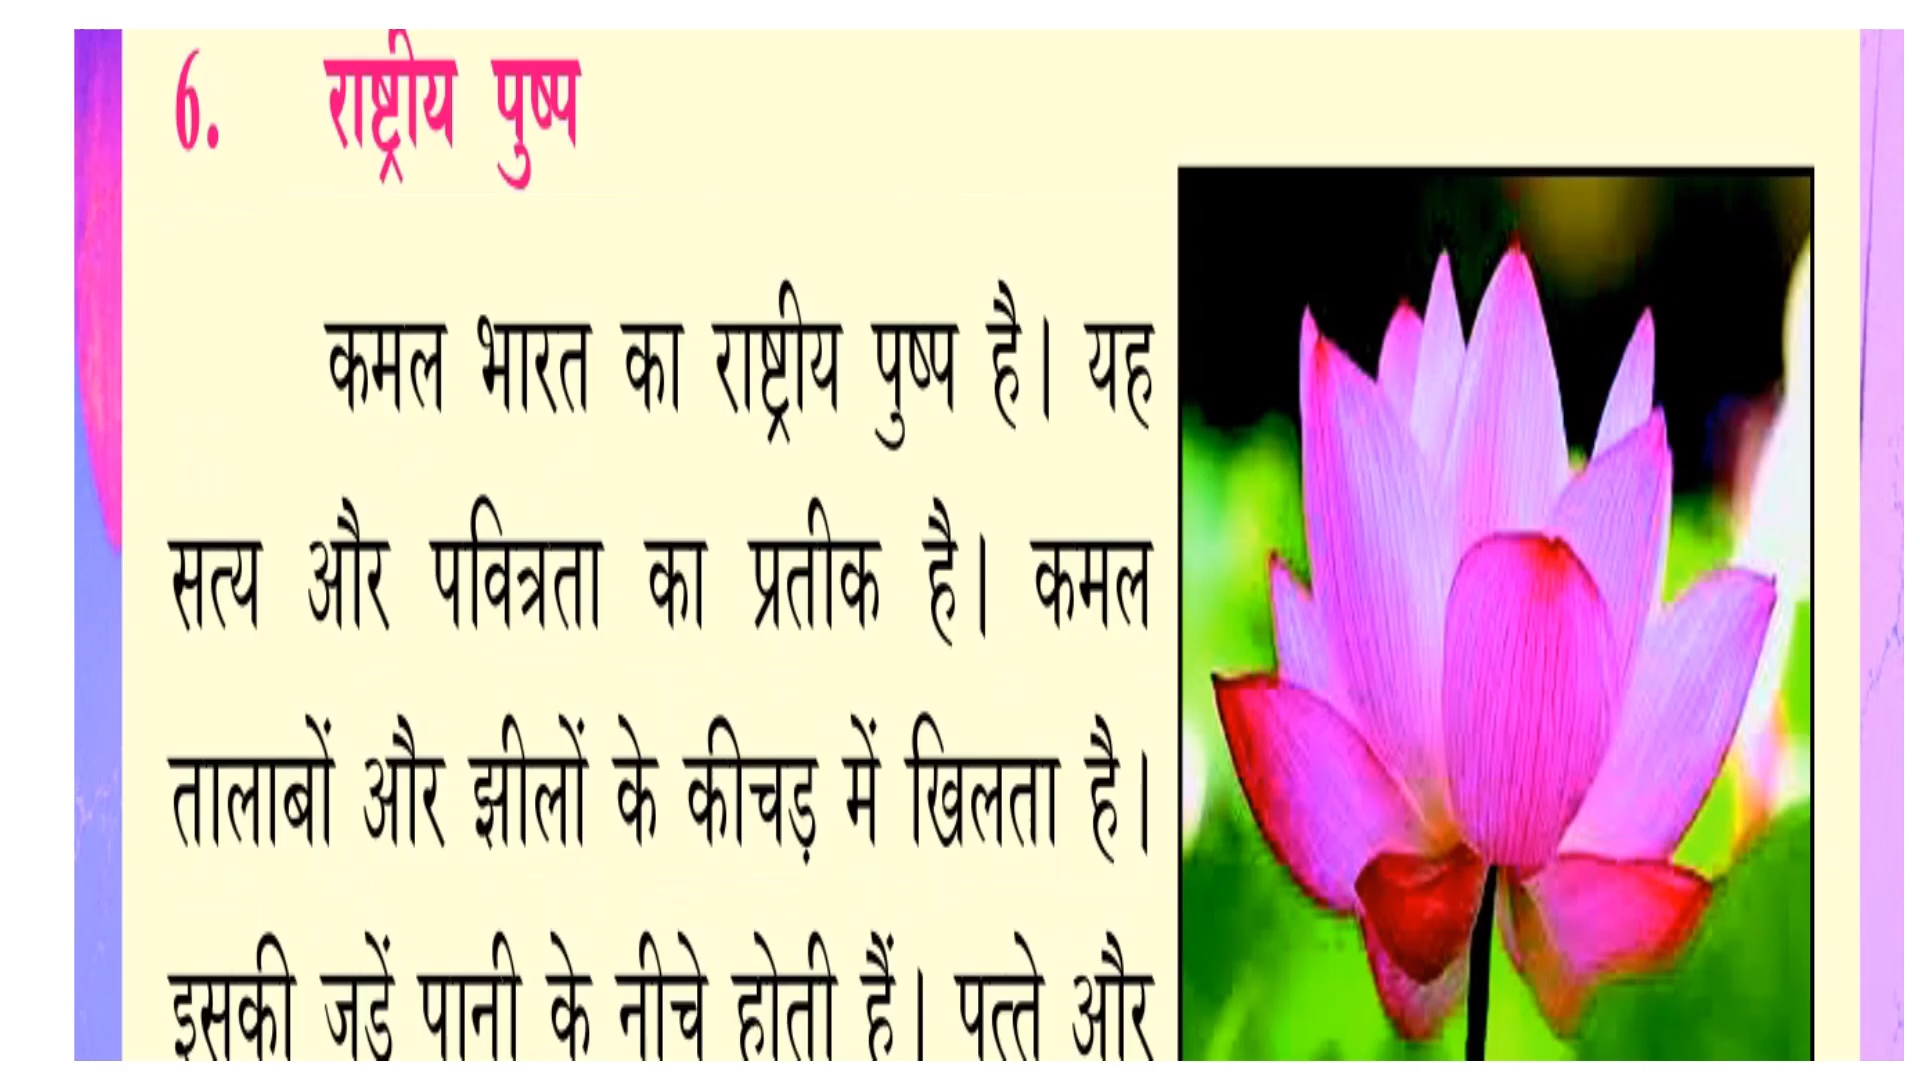 6. राष्ट्रीय पुष्प
कमल भारत का राष्ट्रीय पुष्प है। यह
सत्य और पवित्रता का प्रतीक है। कमल
तालाबों और झीलों के कीचड़ में खिलता है।
इसकी जड़ें पानी के नीचे होती हैं। पत्ते और